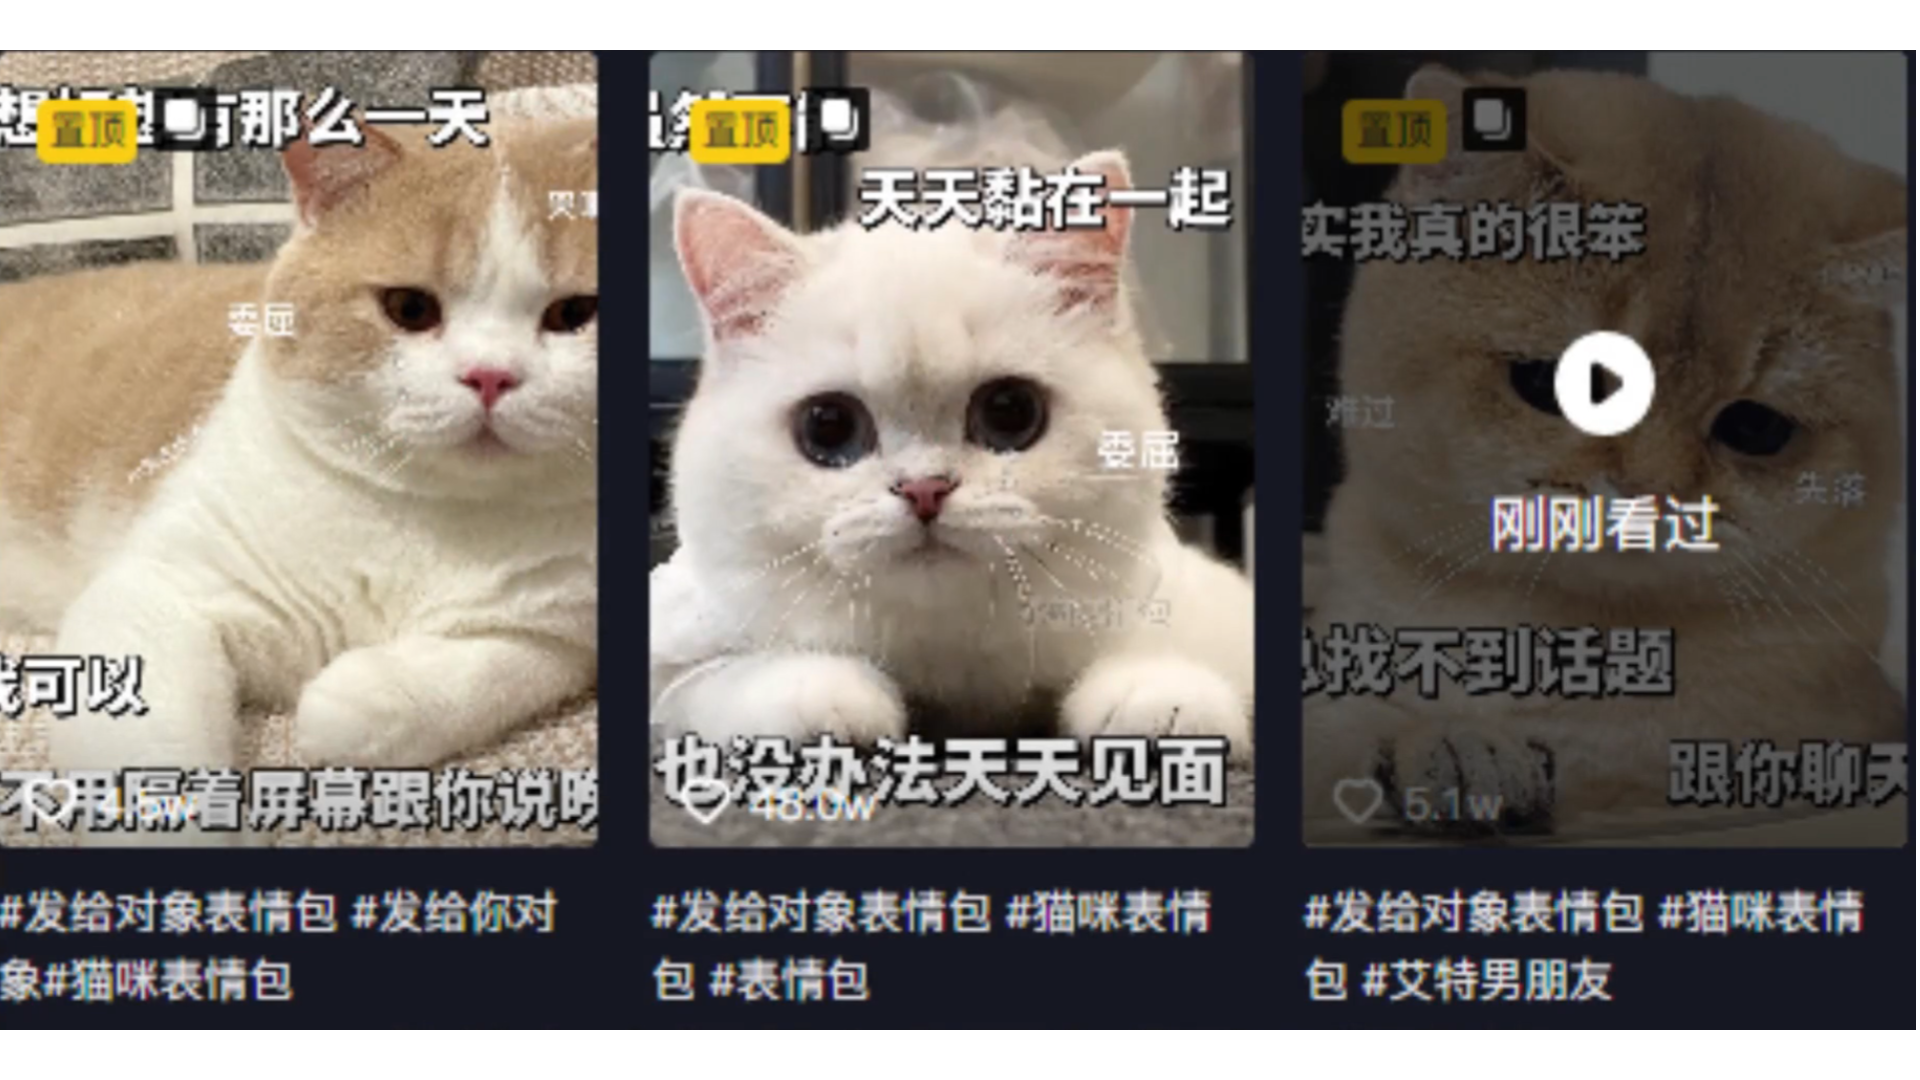 置顶
有那么一天
委屈
我可以
不用隔着屏幕跟你说晚
#发给对象表情包 #发给你对
象#猫咪表情包
置顶
天天黏在一起
委屈
也没办法天天见面
48.0w
#发给对象表情包 #猫咪表情
包 #表情包
置顶
实我真的很笨
难过
失落
刚刚看过
找不到话题
跟你聊天
5.1w
#发给对象表情包 #猫咪表情
包 #艾特男朋友